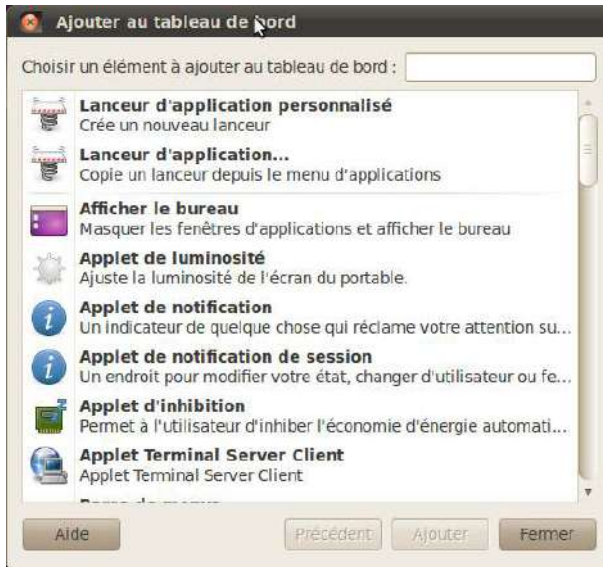 Ajouter au tableau de bord
Choisir un élément à ajouter au tableau de bord :
Lanceur d'application personnalisé
Crée un nouveau lanceur
Lanceur d'application...
Copie un lanceur depuis le menu d'applications
Afficher le bureau
Masquer les fenêtres d'applications et afficher le bureau
Applet de luminosité
Ajuste la luminosité de l'écran du portable.
Applet de notification
Un indicateur de quelque chose qui réclame votre attention su...
Applet de notification de session
Un endroit pour modifier votre état, changer d'utilisateur ou fe...
Applet d'inhibition
Permet à l'utilisateur d'inhiber l'économie d'énergie automati...
Applet Terminal Server Client
Applet Terminal Server Client
Aide Précédent Ajouter Fermer